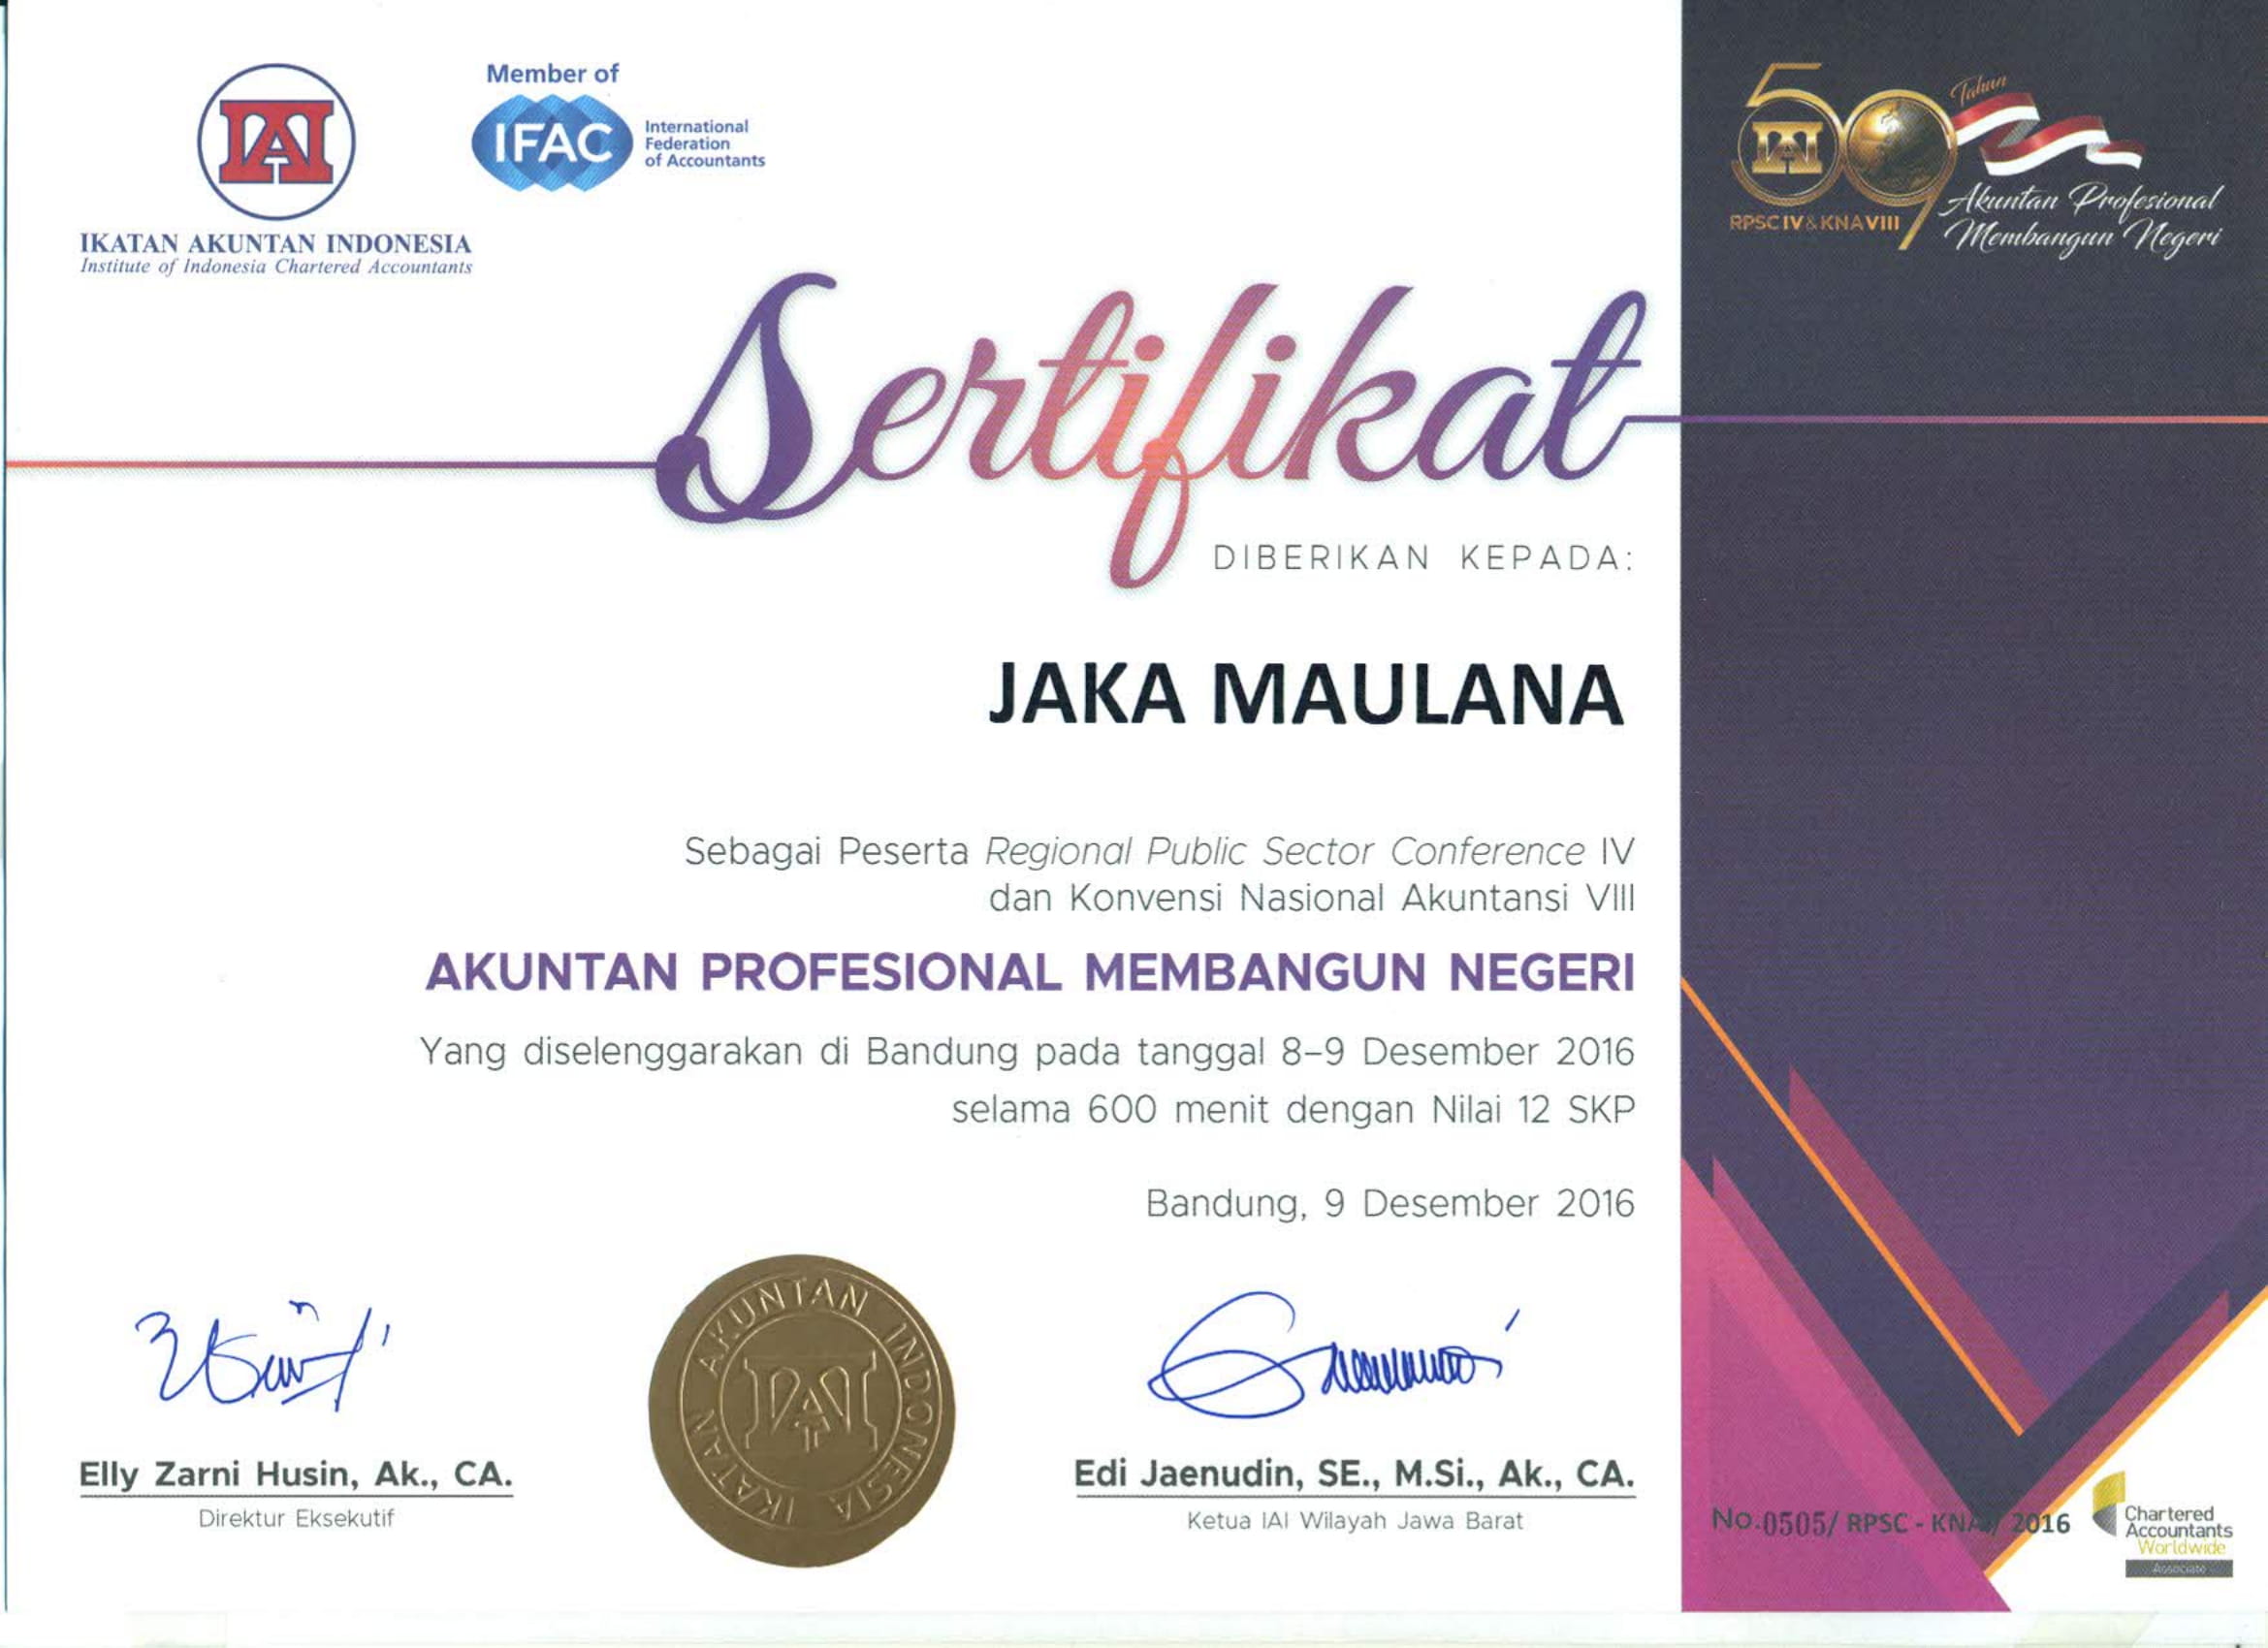 IAI
IKATAN AKUNTAN INDONESIA
Institute of Indonesia Chartered Accountants
Member of
IFAC
International
Federation
of Accountants
59
Tahun
IAI
RPSC IV & KNA VIII
Akuntan Profesional
Membangun Negeri
Sertifikat
DIBERIKAN KEPADA:
JAKA MAULANA
Sebagai Peserta Regional Public Sector Conference IV
dan Konvensi Nasional Akuntansi VIII
AKUNTAN PROFESIONAL MEMBANGUN NEGERI
Yang diselenggarakan di Bandung pada tanggal 8–9 Desember 2016
selama 600 menit dengan Nilai 12 SKP
Bandung, 9 Desember 2016
IKATAN AKUNTAN INDONESIA
IAI
Elly Zarni Husin, Ak., CA.
Direktur Eksekutif
Edi Jaenudin, SE., M.Si., Ak., CA.
Ketua IAI Wilayah Jawa Barat
No.0505/ RPSC - KNA/ 2016
Chartered
Accountants
Worldwide
Associate